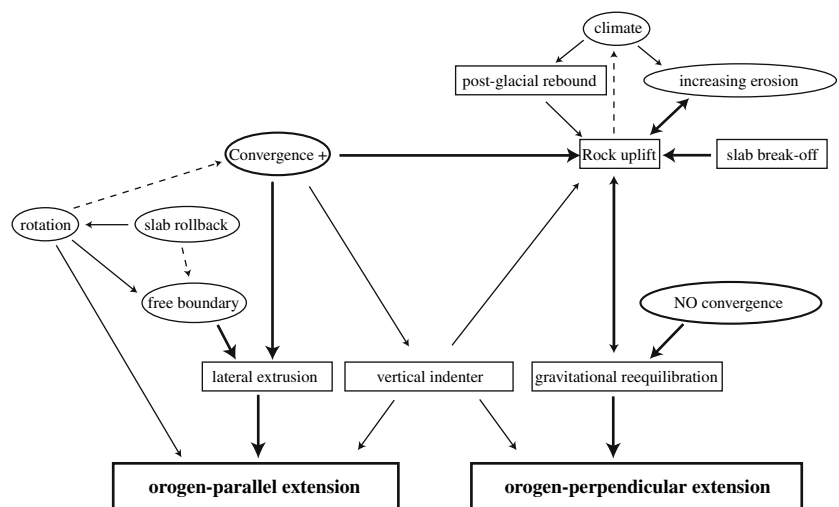 climate
post-glacial rebound
increasing erosion
Convergence +
Rock uplift
slab break-off
rotation
slab rollback
free boundary
NO convergence
lateral extrusion
vertical indenter
gravitational reequilibration
orogen-parallel extension
orogen-perpendicular extension